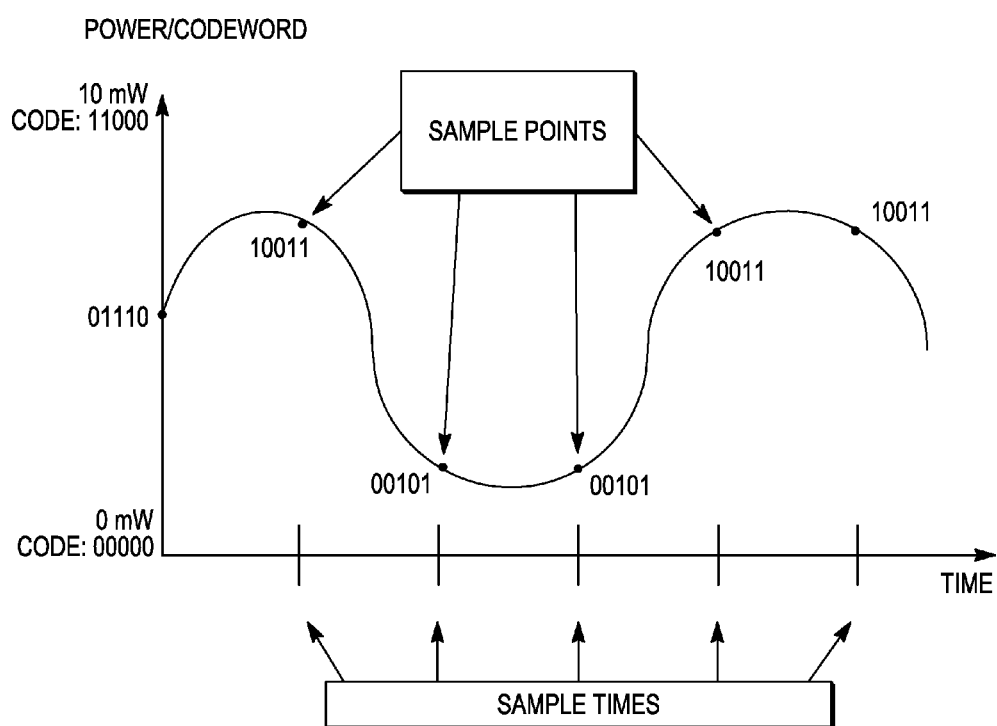 POWER/CODEWORD
10 mW
CODE: 11000
SAMPLE POINTS
10011
10011
10011
01110
00101
00101
0 mW
CODE: 00000
TIME
SAMPLE TIMES